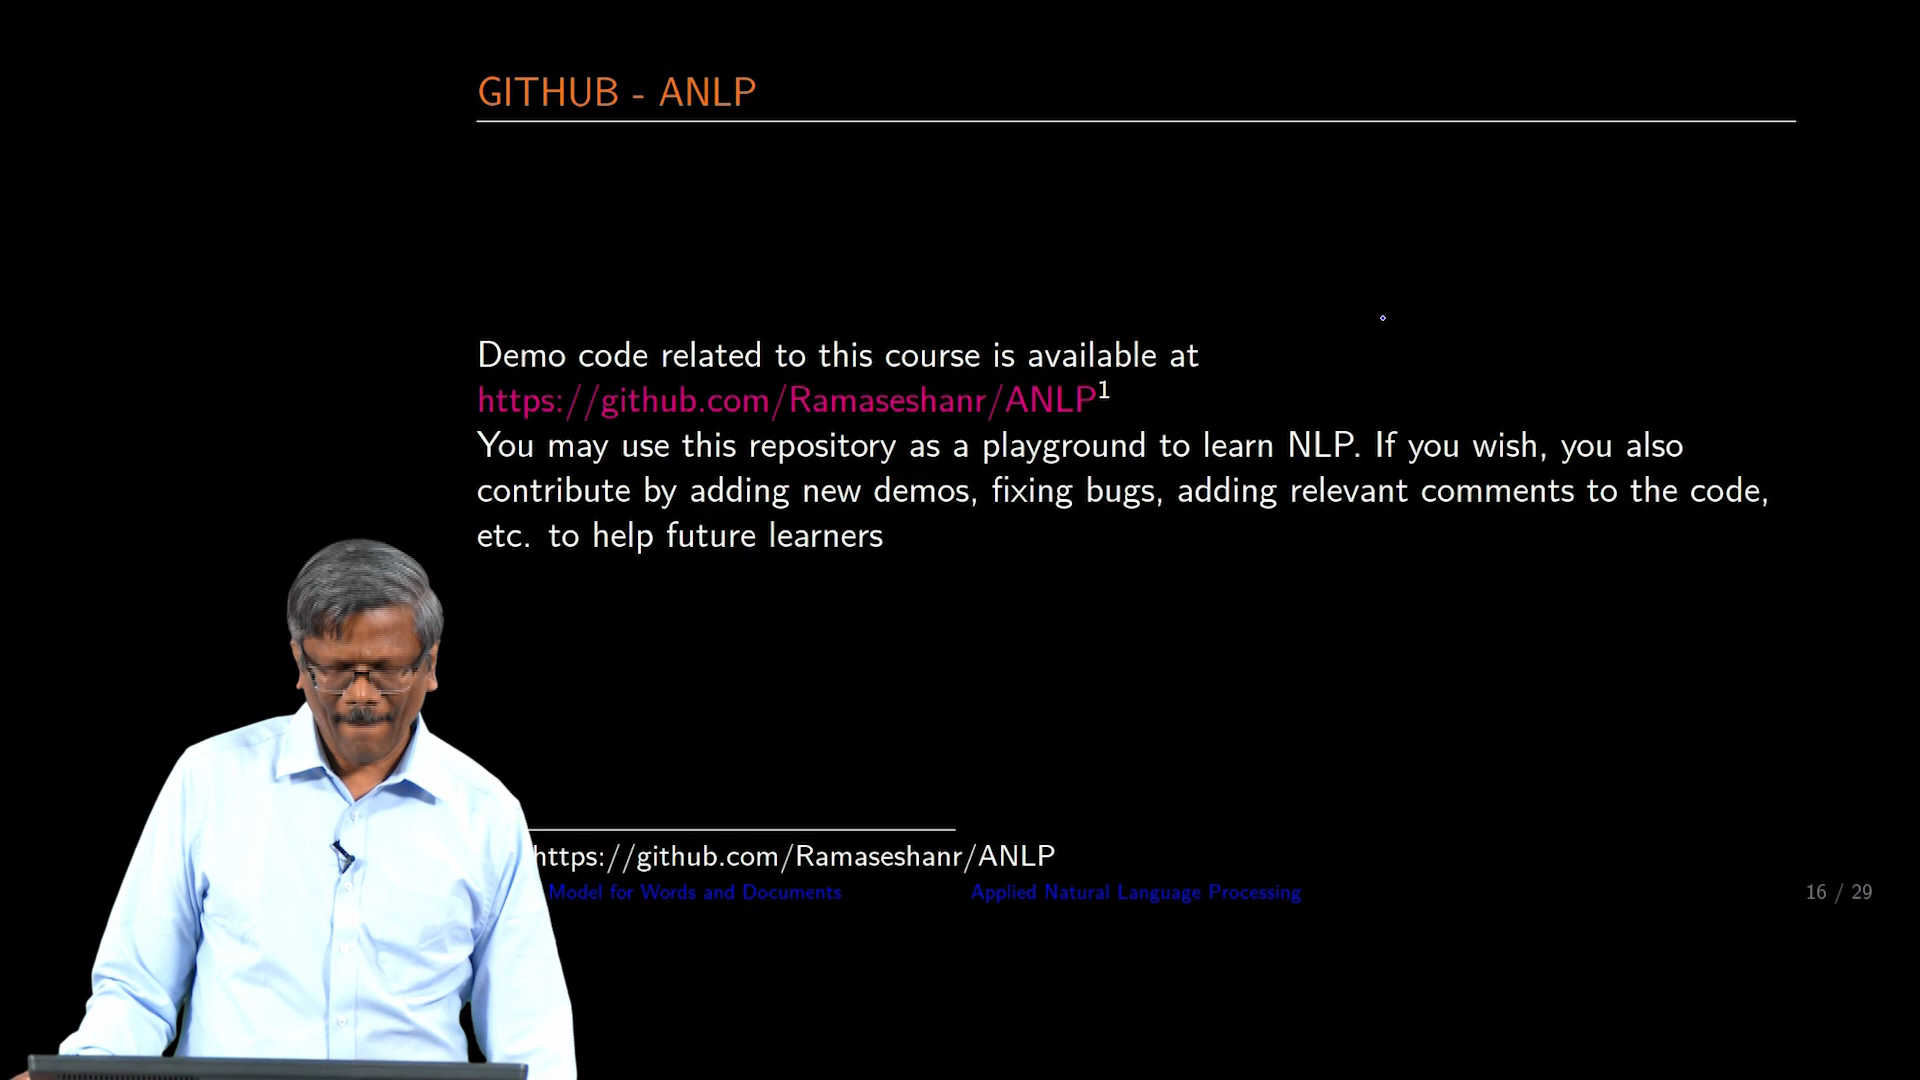 GITHUB - ANLP
Demo code related to this course is available at
https://github.com/Ramaseshanr/ANLP1
You may use this repository as a playground to learn NLP. If you wish, you also
contribute by adding new demos, fixing bugs, adding relevant comments to the code,
etc. to help future learners
https://github.com/Ramaseshanr/ANLP
Model for Words and Documents Applied Natural Language Processing 16 / 29